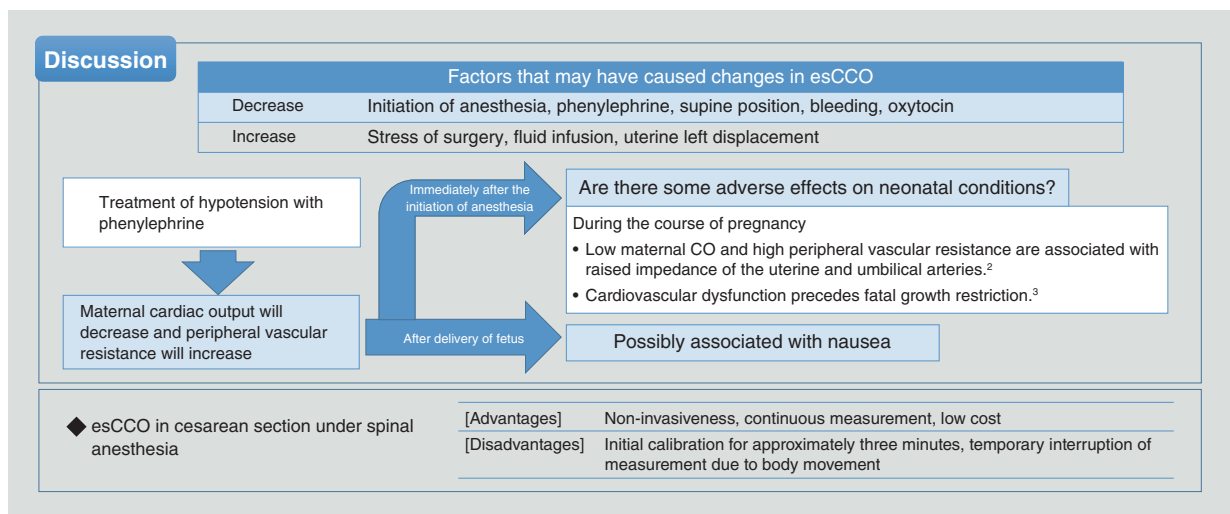 Discussion
Factors that may have caused changes in esCCO
Decrease Initiation of anesthesia, phenylephrine, supine position, bleeding, oxytocin
Increase Stress of surgery, fluid infusion, uterine left displacement
Treatment of hypotension with
phenylephrine
Maternal cardiac output will
decrease and peripheral vascular
resistance will increase
Immediately after the
initiation of anesthesia
Are there some adverse effects on neonatal conditions?
During the course of pregnancy
• Low maternal CO and high peripheral vascular resistance are associated with
raised impedance of the uterine and umbilical arteries.²
• Cardiovascular dysfunction precedes fatal growth restriction.³
After delivery of fetus
Possibly associated with nausea
◆ esCCO in cesarean section under spinal
anesthesia
[Advantages] Non-invasiveness, continuous measurement, low cost
[Disadvantages] Initial calibration for approximately three minutes, temporary interruption of
measurement due to body movement